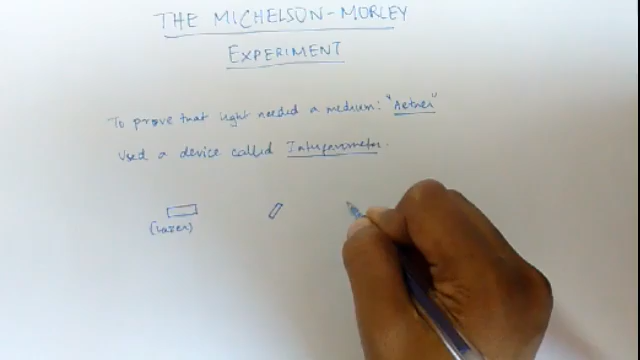 THE MICHELSON-MORLEY
EXPERIMENT
To prove that light needed a medium: "Aether"
Used a device called Interferometer.
(Laser)